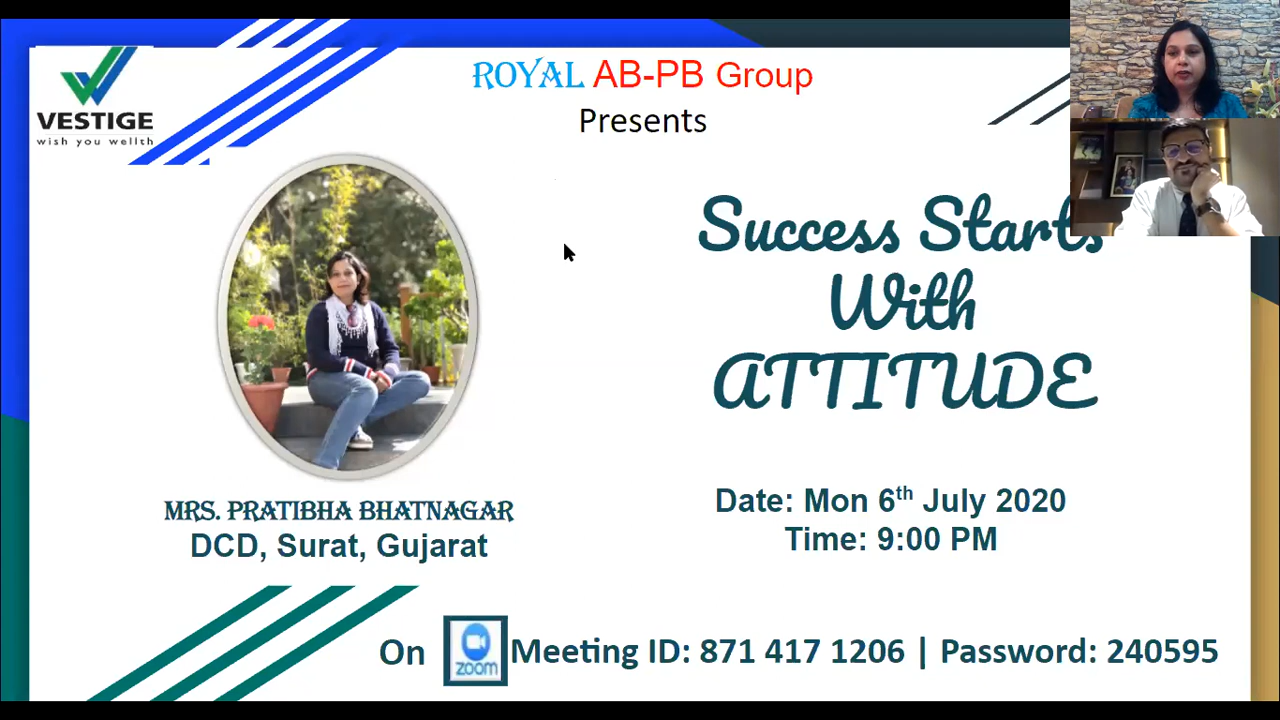 VESTIGE
wish you wellth
ROYAL AB-PB Group
Presents
Success Starts
With
ATTITUDE
MRS. PRATIBHA BHATNAGAR
DCD, Surat, Gujarat
Date: Mon 6th July 2020
Time: 9:00 PM
On zoom Meeting ID: 871 417 1206 | Password: 240595